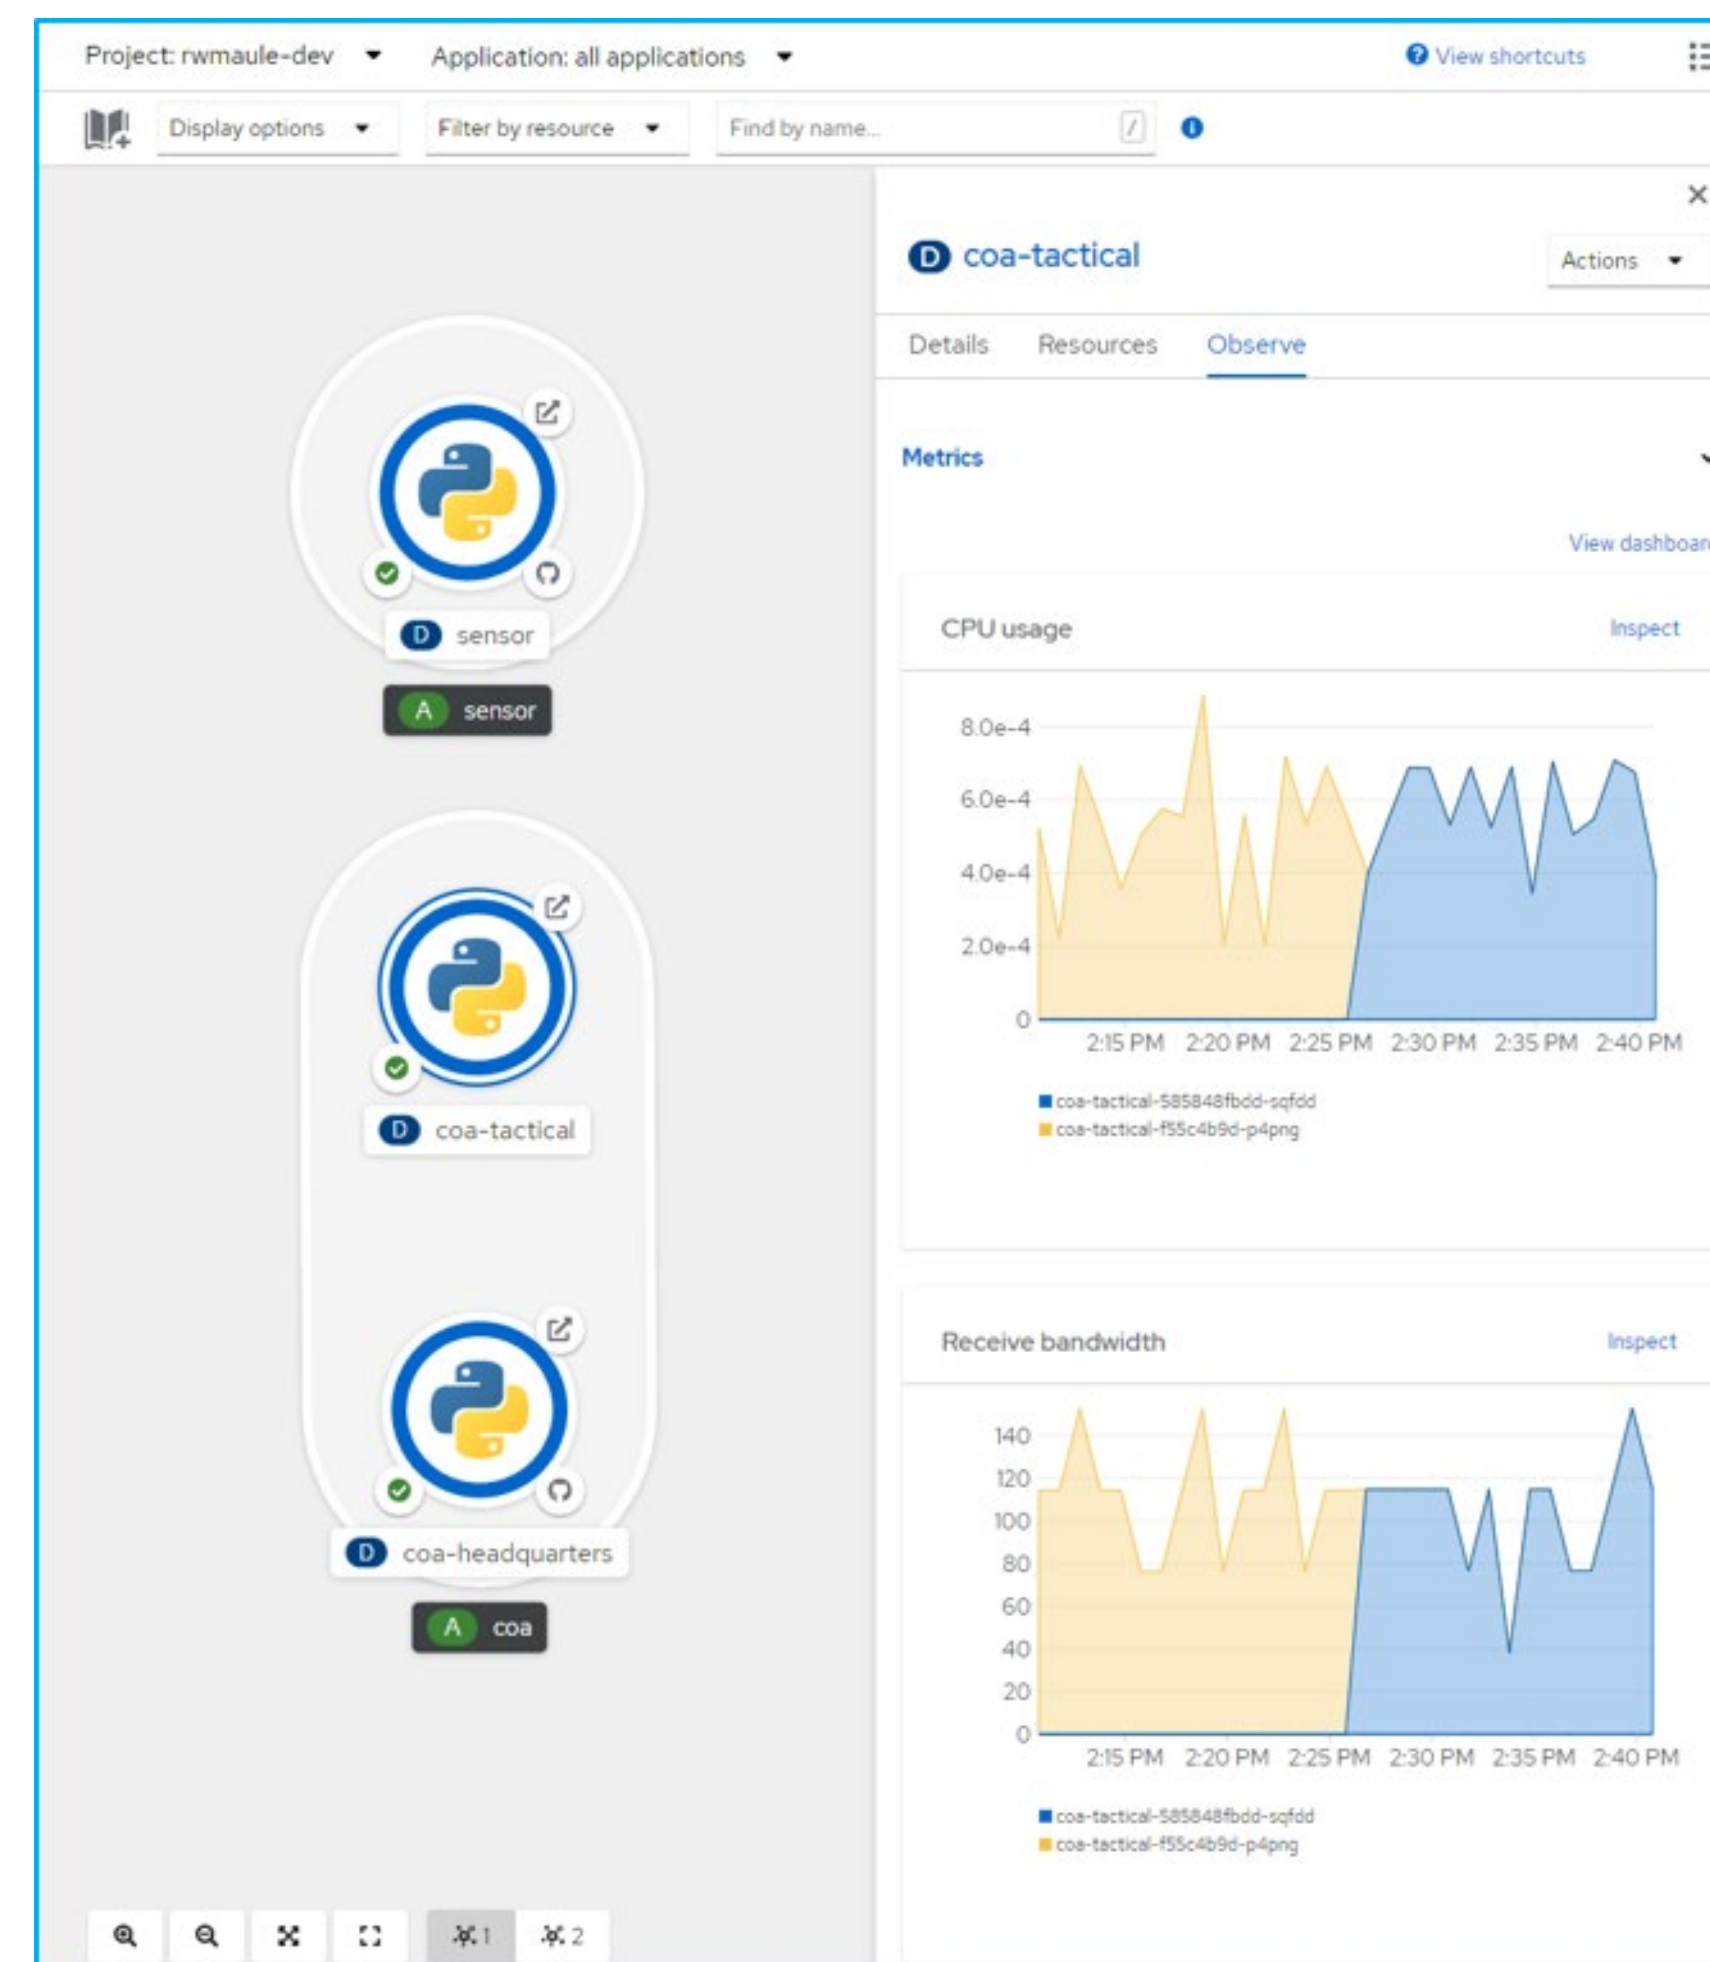 Project: rwmaule-dev Application: all applications View shortcuts
Display options Filter by resource Find by name... /
D coa-tactical Actions
Details Resources Observe
Metrics
View dashboard
CPU usage Inspect
8.0e-4
6.0e-4
4.0e-4
2.0e-4
0
2:15 PM 2:20 PM 2:25 PM 2:30 PM 2:35 PM 2:40 PM
coa-tactical-585848fbdd-sqfdd
coa-tactical-f55c4b9d-p4png
Receive bandwidth Inspect
140
120
100
80
60
40
20
0
2:15 PM 2:20 PM 2:25 PM 2:30 PM 2:35 PM 2:40 PM
coa-tactical-585848fbdd-sqfdd
coa-tactical-f55c4b9d-p4png
D sensor
A sensor
D coa-tactical
D coa-headquarters
A coa
1 2